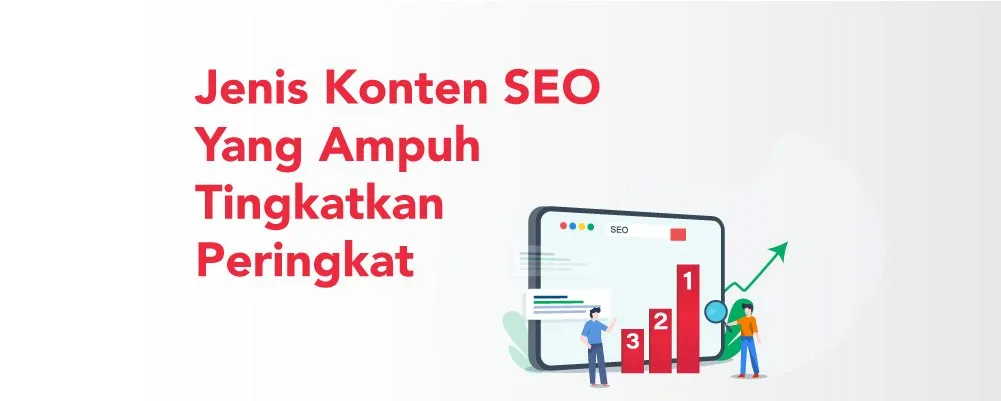 Jenis Konten SEO
Yang Ampuh
Tingkatkan
Peringkat
SEO
1
2
3